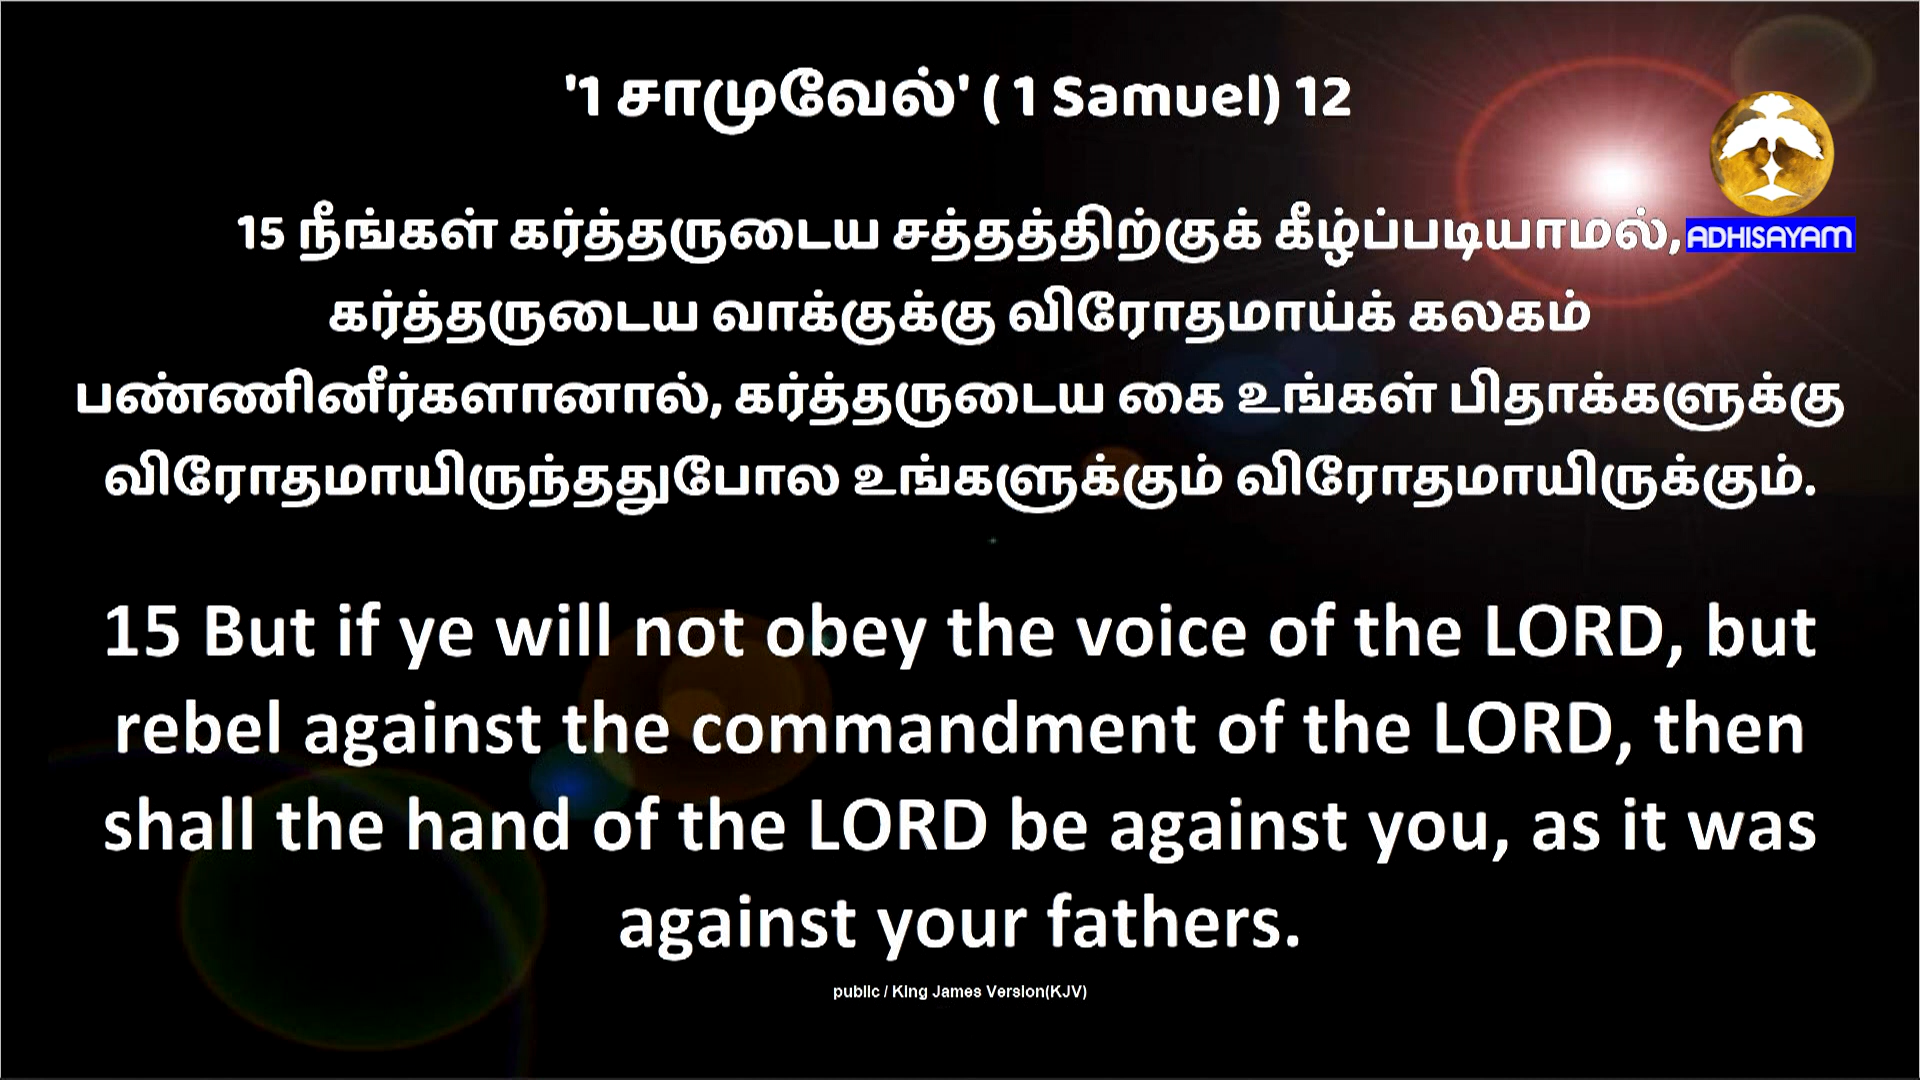 '1 சாமுவேல்' ( 1 Samuel) 12
15 நீங்கள் கர்த்தருடைய சத்தத்திற்குக் கீழ்ப்படியாமல்,
ADHISAYAM
கர்த்தருடைய வாக்குக்கு விரோதமாய்க் கலகம்
பண்ணினீர்களானால், கர்த்தருடைய கை உங்கள் பிதாக்களுக்கு
விரோதமாயிருந்ததுபோல உங்களுக்கும் விரோதமாயிருக்கும்.
15 But if ye will not obey the voice of the LORD, but
rebel against the commandment of the LORD, then
shall the hand of the LORD be against you, as it was
against your fathers.
public / King James Version(KJV)